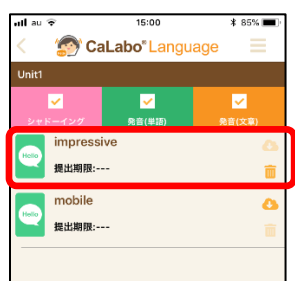 au 15:00 85%
CaLabo® Language
Unit1
シャドーイング 発音(単語) 発音(文章)
Hello impressive
提出期限:---
Hello mobile
提出期限:---